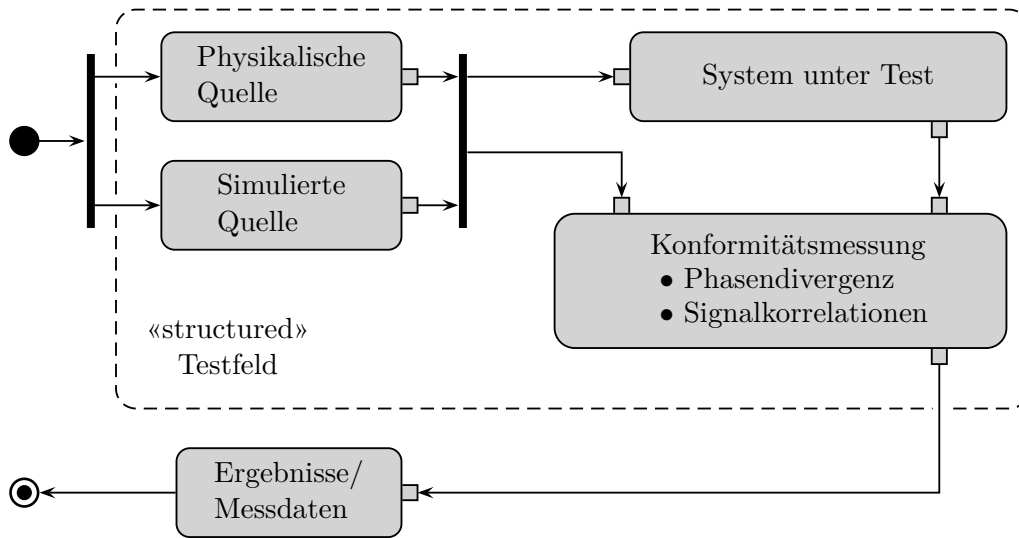 Physikalische
Quelle
System unter Test
Simulierte
Quelle
Konformitätsmessung
• Phasendivergenz
• Signalkorrelationen
«structured»
Testfeld
Ergebnisse/
Messdaten